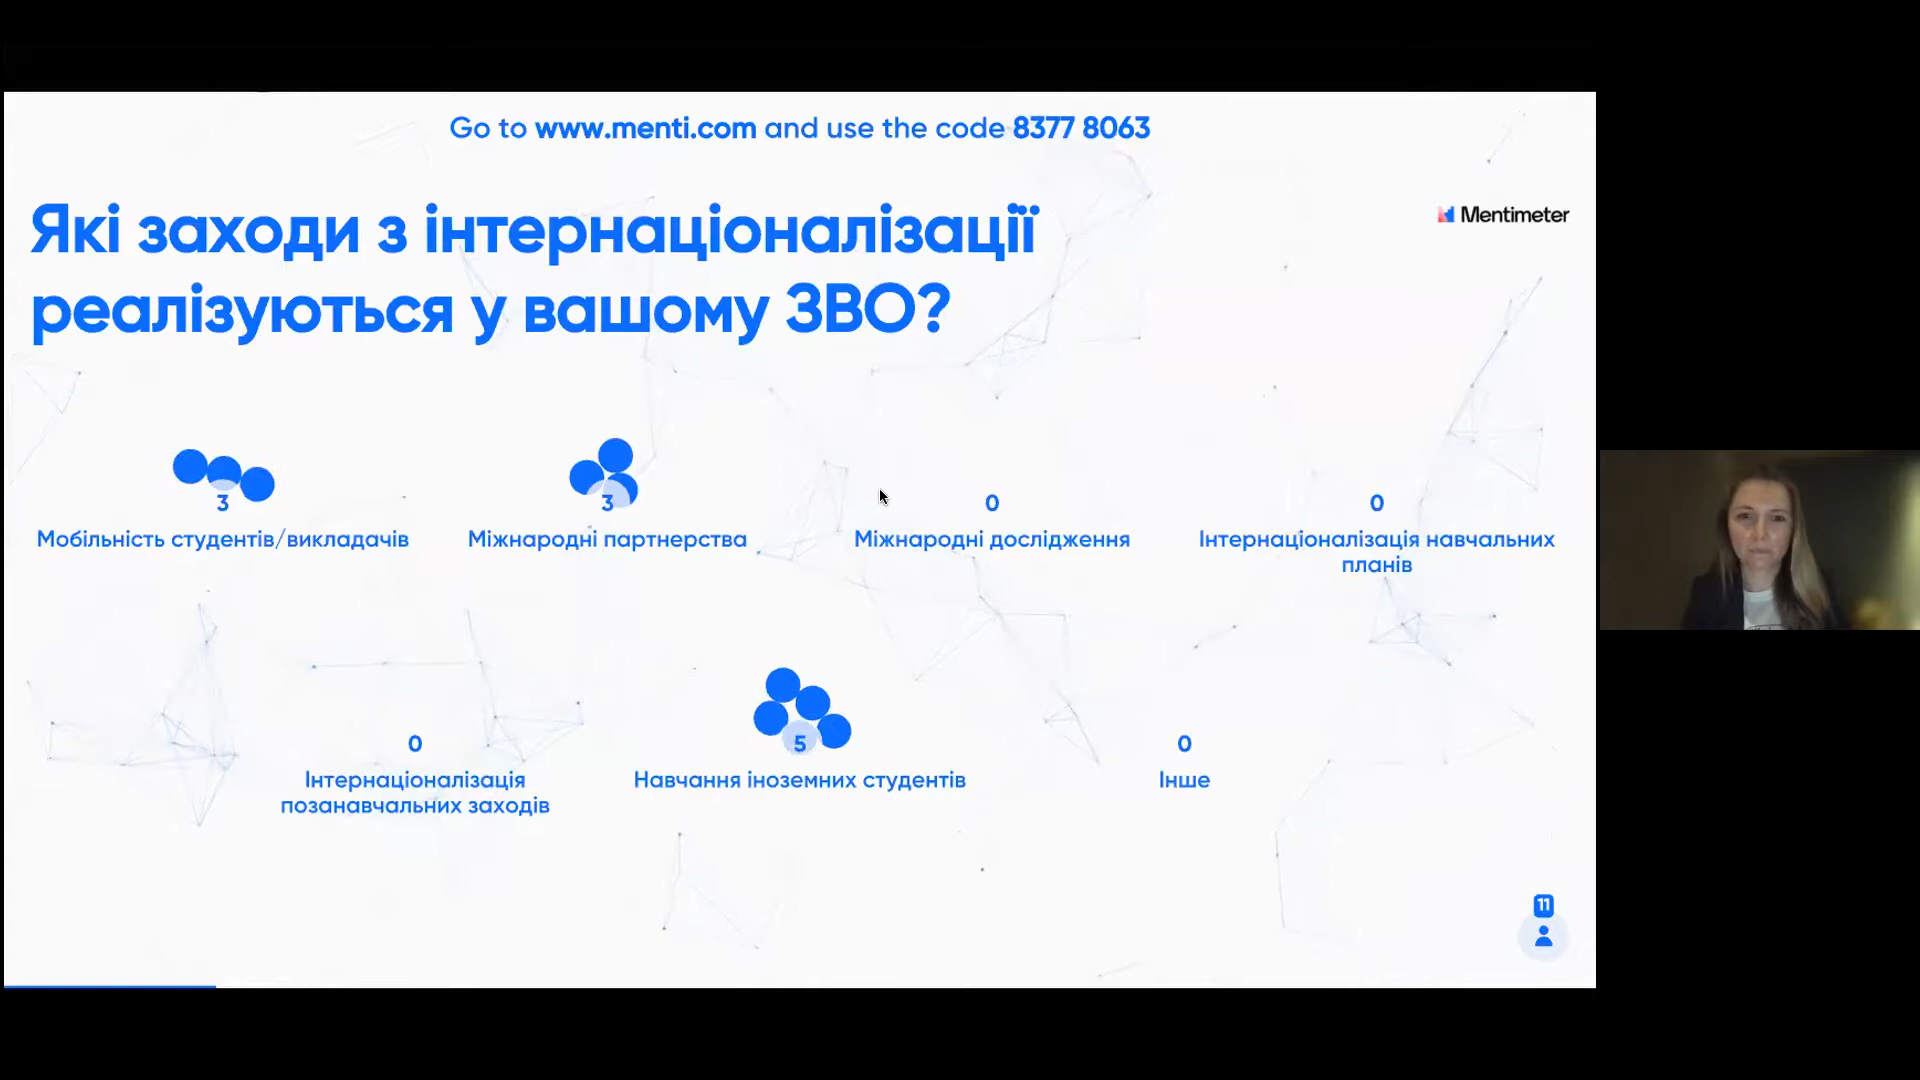 Go to www.menti.com and use the code 8377 8063
Які заходи з інтернаціоналізації
реалізуються у вашому ЗВО?
Mentimeter
3
Мобільність студентів/викладачів
3
Міжнародні партнерства
0
Міжнародні дослідження
0
Інтернаціоналізація навчальних
планів
0
Інтернаціоналізація
позанавчальних заходів
5
Навчання іноземних студентів
0
Інше
11